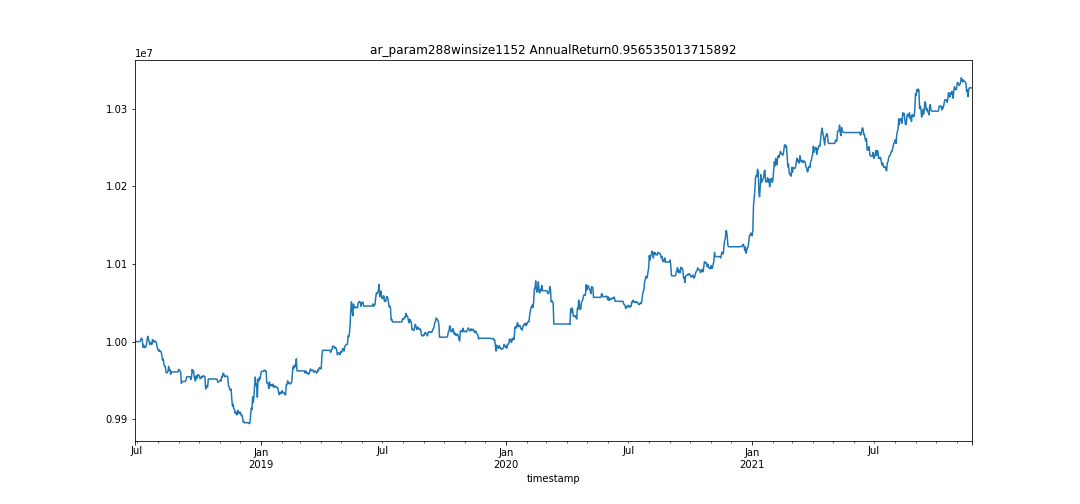 ar_param288winsize1152 AnnualReturn0.956535013715892
1e7
1.03
1.02
1.01
1.00
0.99
Jul Jan Jul Jan Jul Jan Jul
2019 2020 2021
timestamp